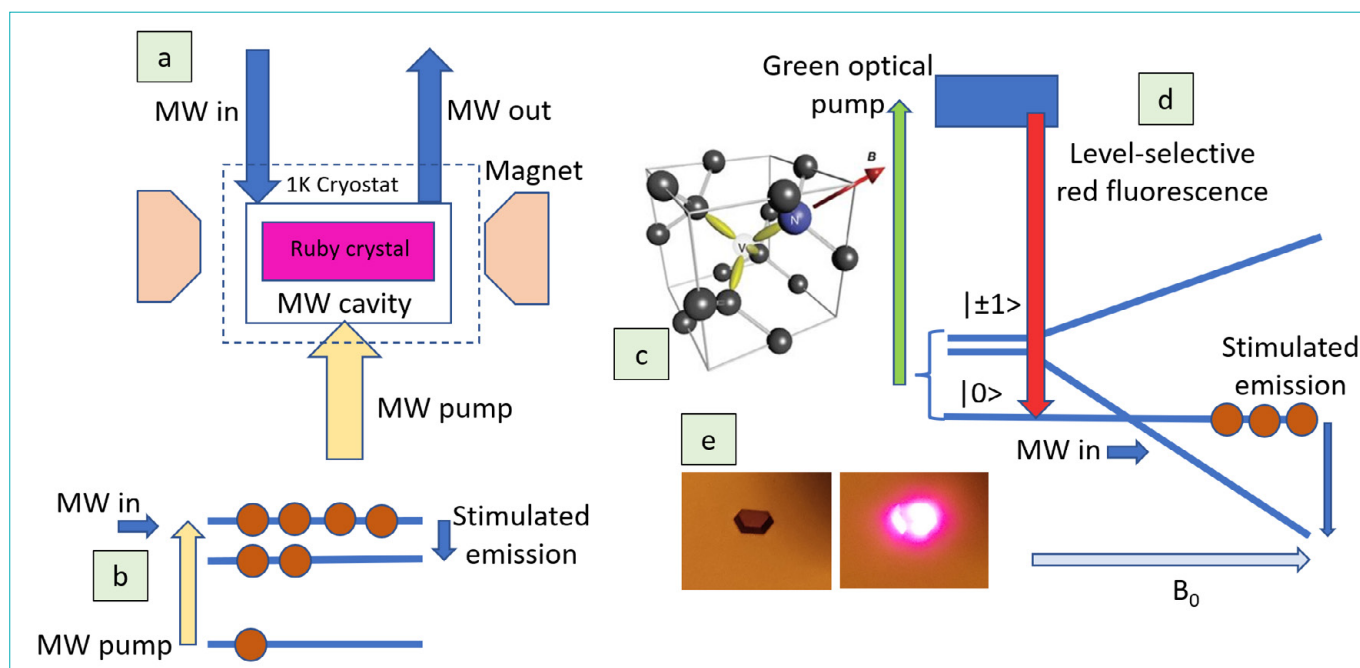 a
MW in
MW out
1K Cryostat
Magnet
Ruby crystal
MW cavity
MW pump
MW in
b
MW pump
Stimulated
emission
Green optical
pump
d
Level-selective
red fluorescence
B
N
V
c
|±1>
|0>
Stimulated
emission
MW in
e
B₀